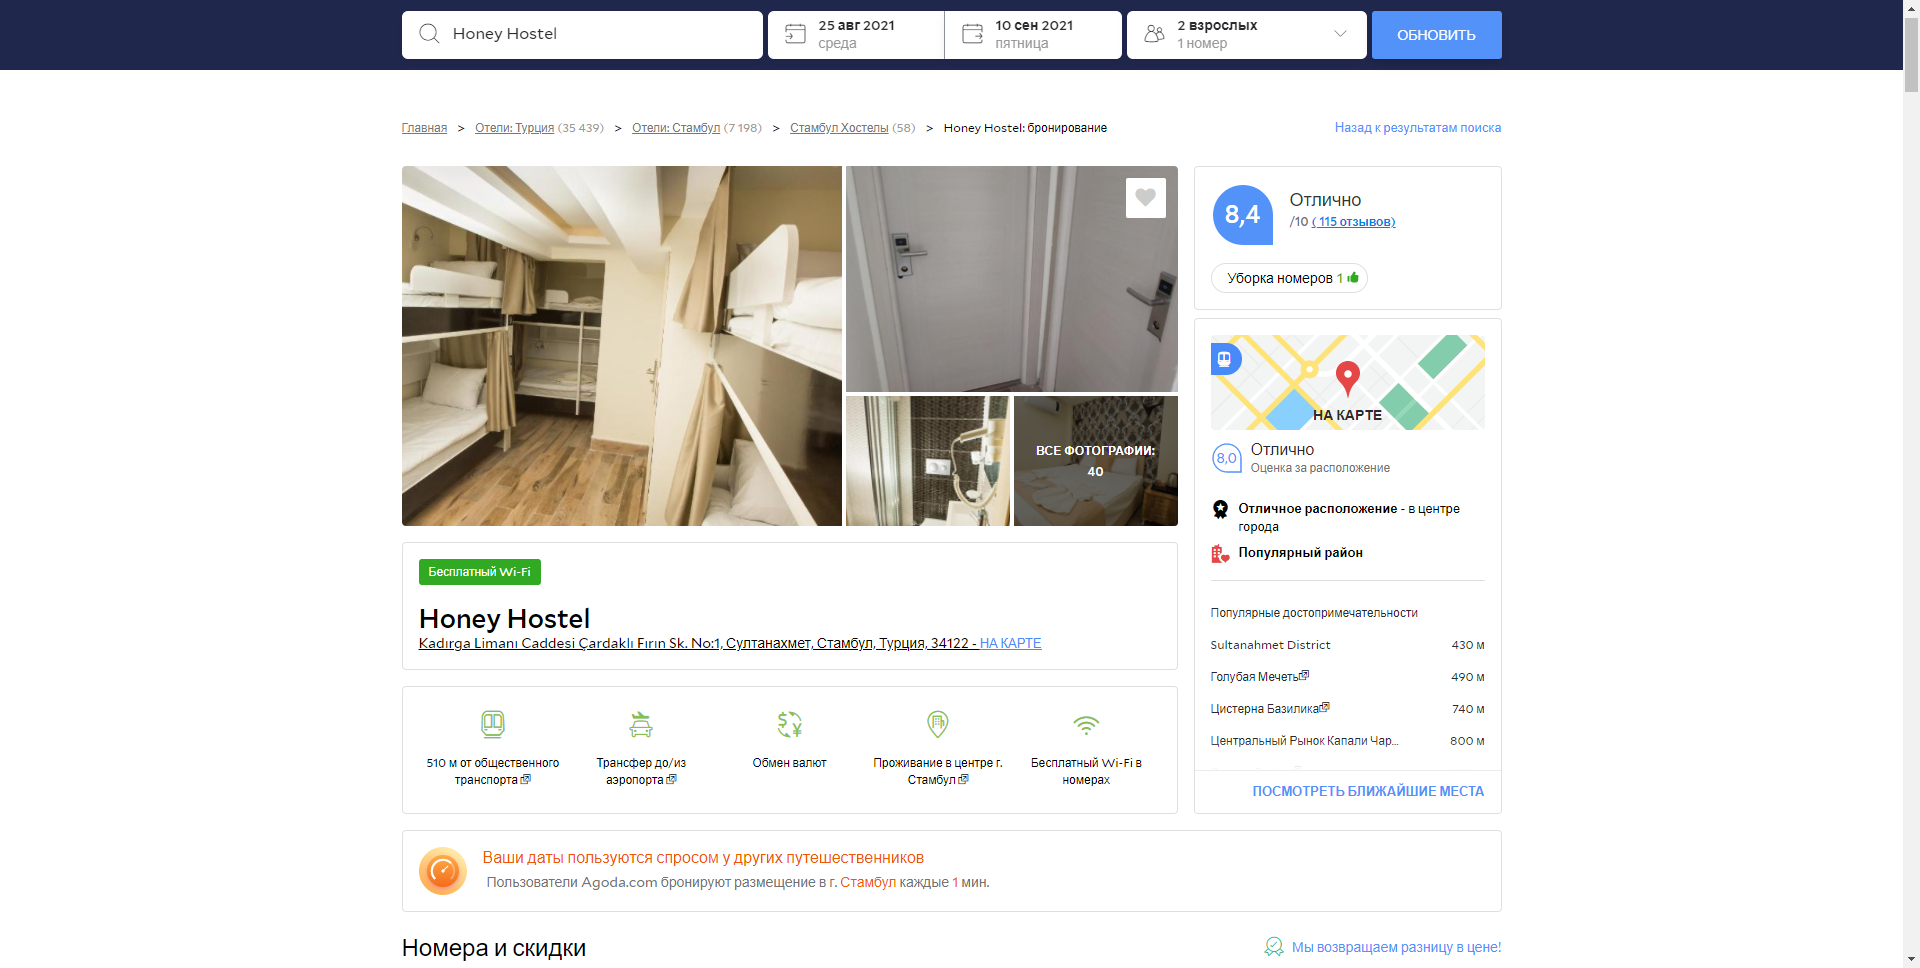 Honey Hostel
25 авг 2021
среда
10 сен 2021
пятница
2 взрослых
1 номер
ОБНОВИТЬ
Главная > Отели: Турция (35 439) > Отели: Стамбул (7 198) > Стамбул Хостелы (58) > Honey Hostel: бронирование
Назад к результатам поиска
ВСЕ ФОТОГРАФИИ:
40
8,4
Отлично
/10 ( 115 отзывов)
Уборка номеров 1
НА КАРТЕ
8,0
Отлично
Оценка за расположение
Отличное расположение - в центре
города
Популярный район
Популярные достопримечательности
Sultanahmet District 430 м
Голубая Мечеть 490 м
Цистерна Базилика 740 м
Центральный Рынок Капали Чар... 800 м
ПОСМОТРЕТЬ БЛИЖАЙШИЕ МЕСТА
Бесплатный Wi-Fi
Honey Hostel
Kadırga Limanı Caddesi Çardaklı Fırın Sk. No:1, Султанахмет, Стамбул, Турция, 34122 - НА КАРТЕ
510 м от общественного
транспорта
Трансфер до/из
аэропорта
Обмен валют
Проживание в центре г.
Стамбул
Бесплатный Wi-Fi в
номерах
Ваши даты пользуются спросом у других путешественников
Пользователи Agoda.com бронируют размещение в г. Стамбул каждые 1 мин.
Номера и скидки
Мы возвращаем разницу в цене!